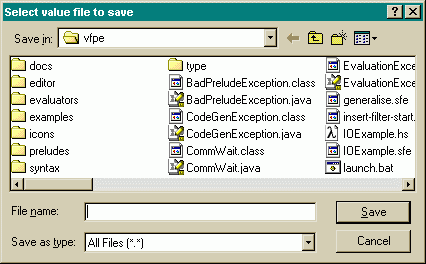 Select value file to save
Save in: vfpe
docs type EvaluationExce
editor BadPreludeException.class EvaluationExce
evaluators BadPreludeException.java generalise.sfe
examples CodeGenException.class insert-filter-start.
icons CodeGenException.java IOExample.hs
preludes CommWait.class IOExample.sfe
syntax CommWait.java launch.bat
File name: Save
Save as type: All Files (*.*) Cancel